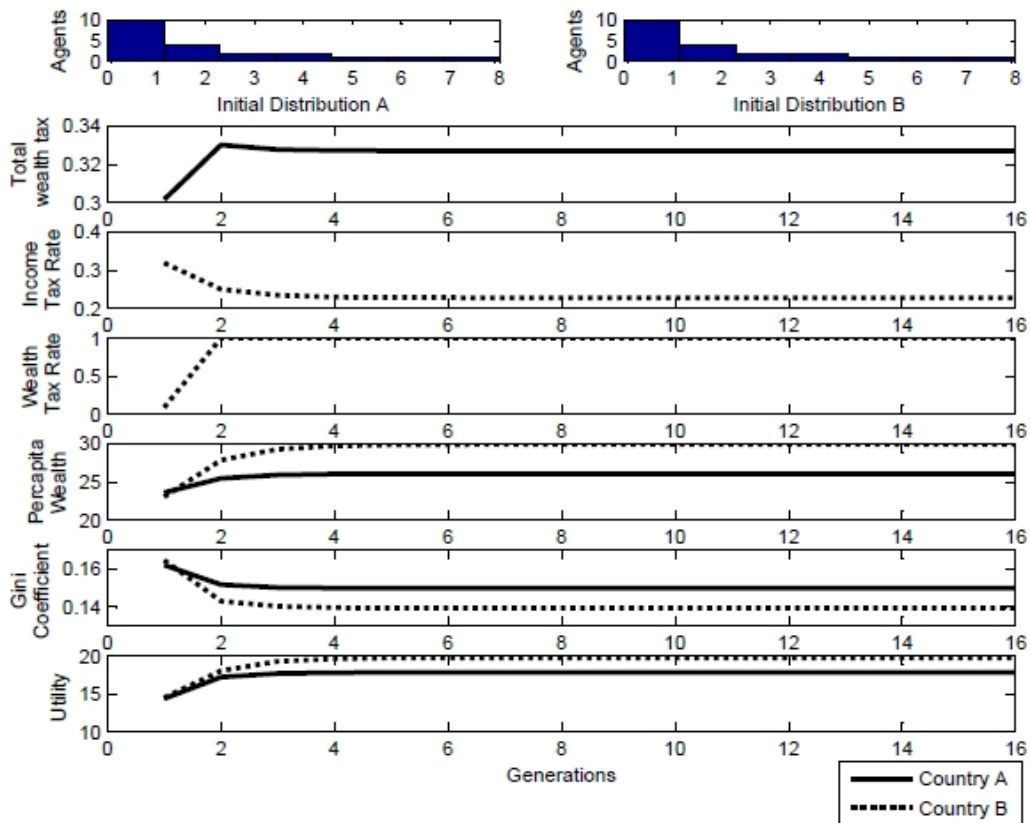 Agents
10
5
0
0 1 2 3 4 5 6 7 8
Initial Distribution A
Agents
10
5
0
0 1 2 3 4 5 6 7 8
Initial Distribution B
Total
wealth tax
0.34
0.32
0.3
0 2 4 6 8 10 12 14 16
Income
Tax Rate
0.4
0.3
0.2
0 2 4 6 8 10 12 14 16
Wealth
Tax Rate
1
0.5
0
0 2 4 6 8 10 12 14 16
Percapita
Wealth
30
25
20
0 2 4 6 8 10 12 14 16
Gini
Coefficient
0.16
0.14
0 2 4 6 8 10 12 14 16
Utility
20
15
10
0 2 4 6 8 10 12 14 16
Generations
Country A
Country B